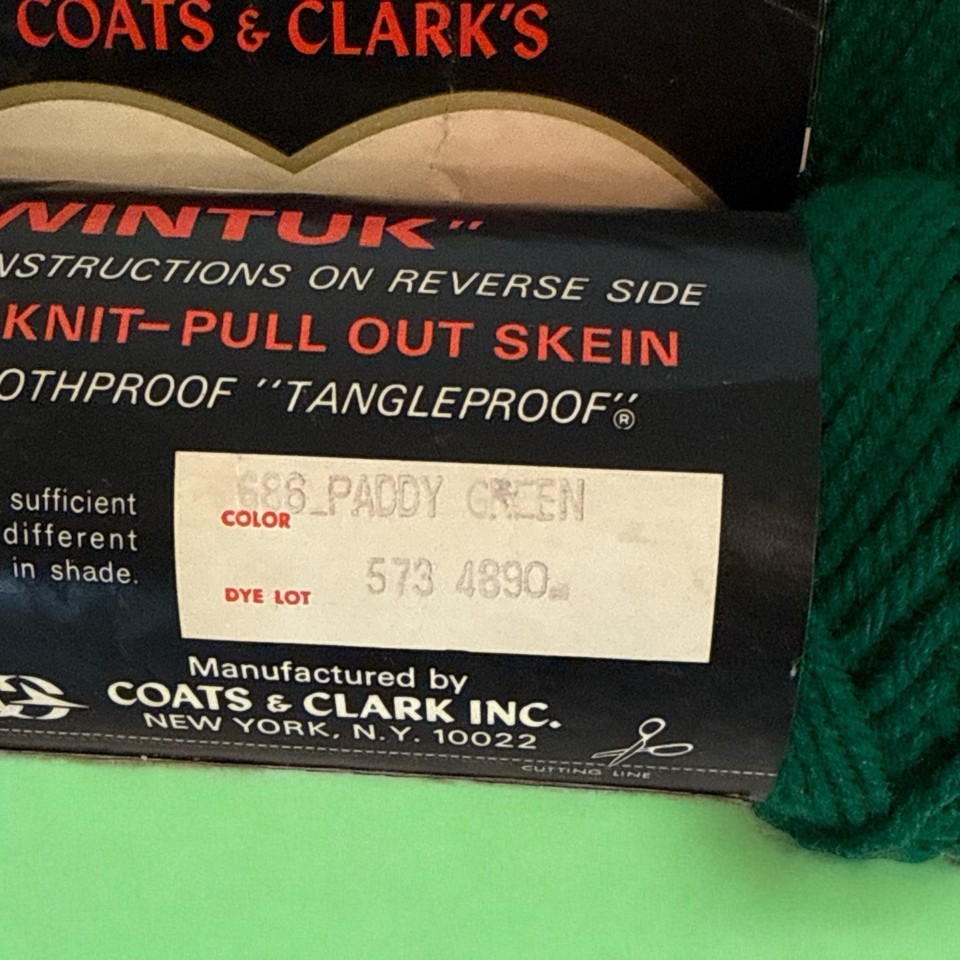 COATS & CLARK'S
WINTUK"
INSTRUCTIONS ON REVERSE SIDE
KNIT-PULL OUT SKEIN
OTHPROOF "TANGLEPROOF"®
sufficient
different
in shade.
686 PADDY GREEN
COLOR
573 4890
DYE LOT
Manufactured by
COATS & CLARK INC.
NEW YORK, N.Y. 10022
CUTTING LINE